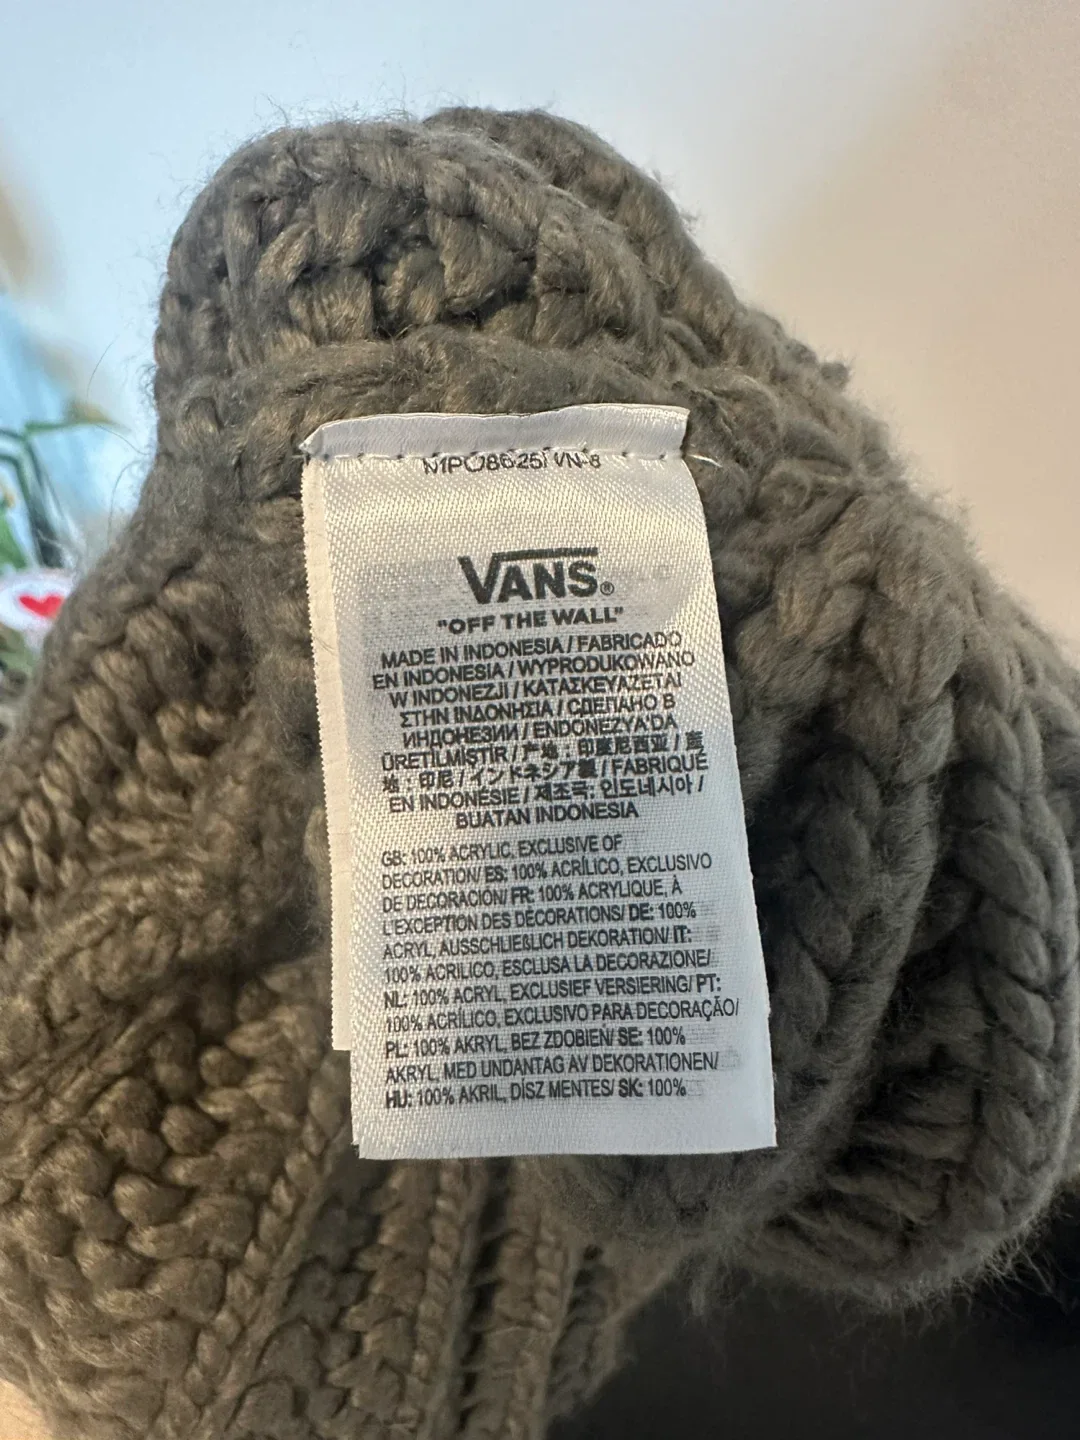 VANS®
"OFF THE WALL"
MADE IN INDONESIA / FABRICADO
EN INDONESIA / WYPRODUKOWANO
W INDONEZJI / ΚΑΤΑΣΚΕΥΑΖΕΤΑΙ
ΣΤΗΝ ΙΝΔΟΝΗΣΙΑ / СДЕЛАНО В
ИНДОНЕЗИИ / ENDONEZYA'DA
ÜRETILMIŞTIR / 产地 : 印度尼西亚 / 產
地 : 印尼 / インドネシア製 / FABRIQUÉ
EN INDONÉSIE / 제조국: 인도네시아 /
BUATAN INDONESIA
GB: 100% ACRYLIC, EXCLUSIVE OF
DECORATION/ ES: 100% ACRÍLICO, EXCLUSIVO
DE DECORACION/ FR: 100% ACRYLIQUE, À
L'EXCEPTION DES DÉCORATIONS/ DE: 100%
ACRYL, AUSSCHLIEßLICH DEKORATION/ IT:
100% ACRILICO, ESCLUSA LA DECORAZIONE/
NL: 100% ACRYL, EXCLUSIEF VERSIERING/ PT:
100% ACRÍLICO, EXCLUSIVO PARA DECORAÇÃO/
PL: 100% AKRYL, BEZ ZDOBIEŃ/ SE: 100%
AKRYL, MED UNDANTAG AV DEKORATIONEN/
HU: 100% AKRIL, DÍSZ MENTES/ SK: 100%